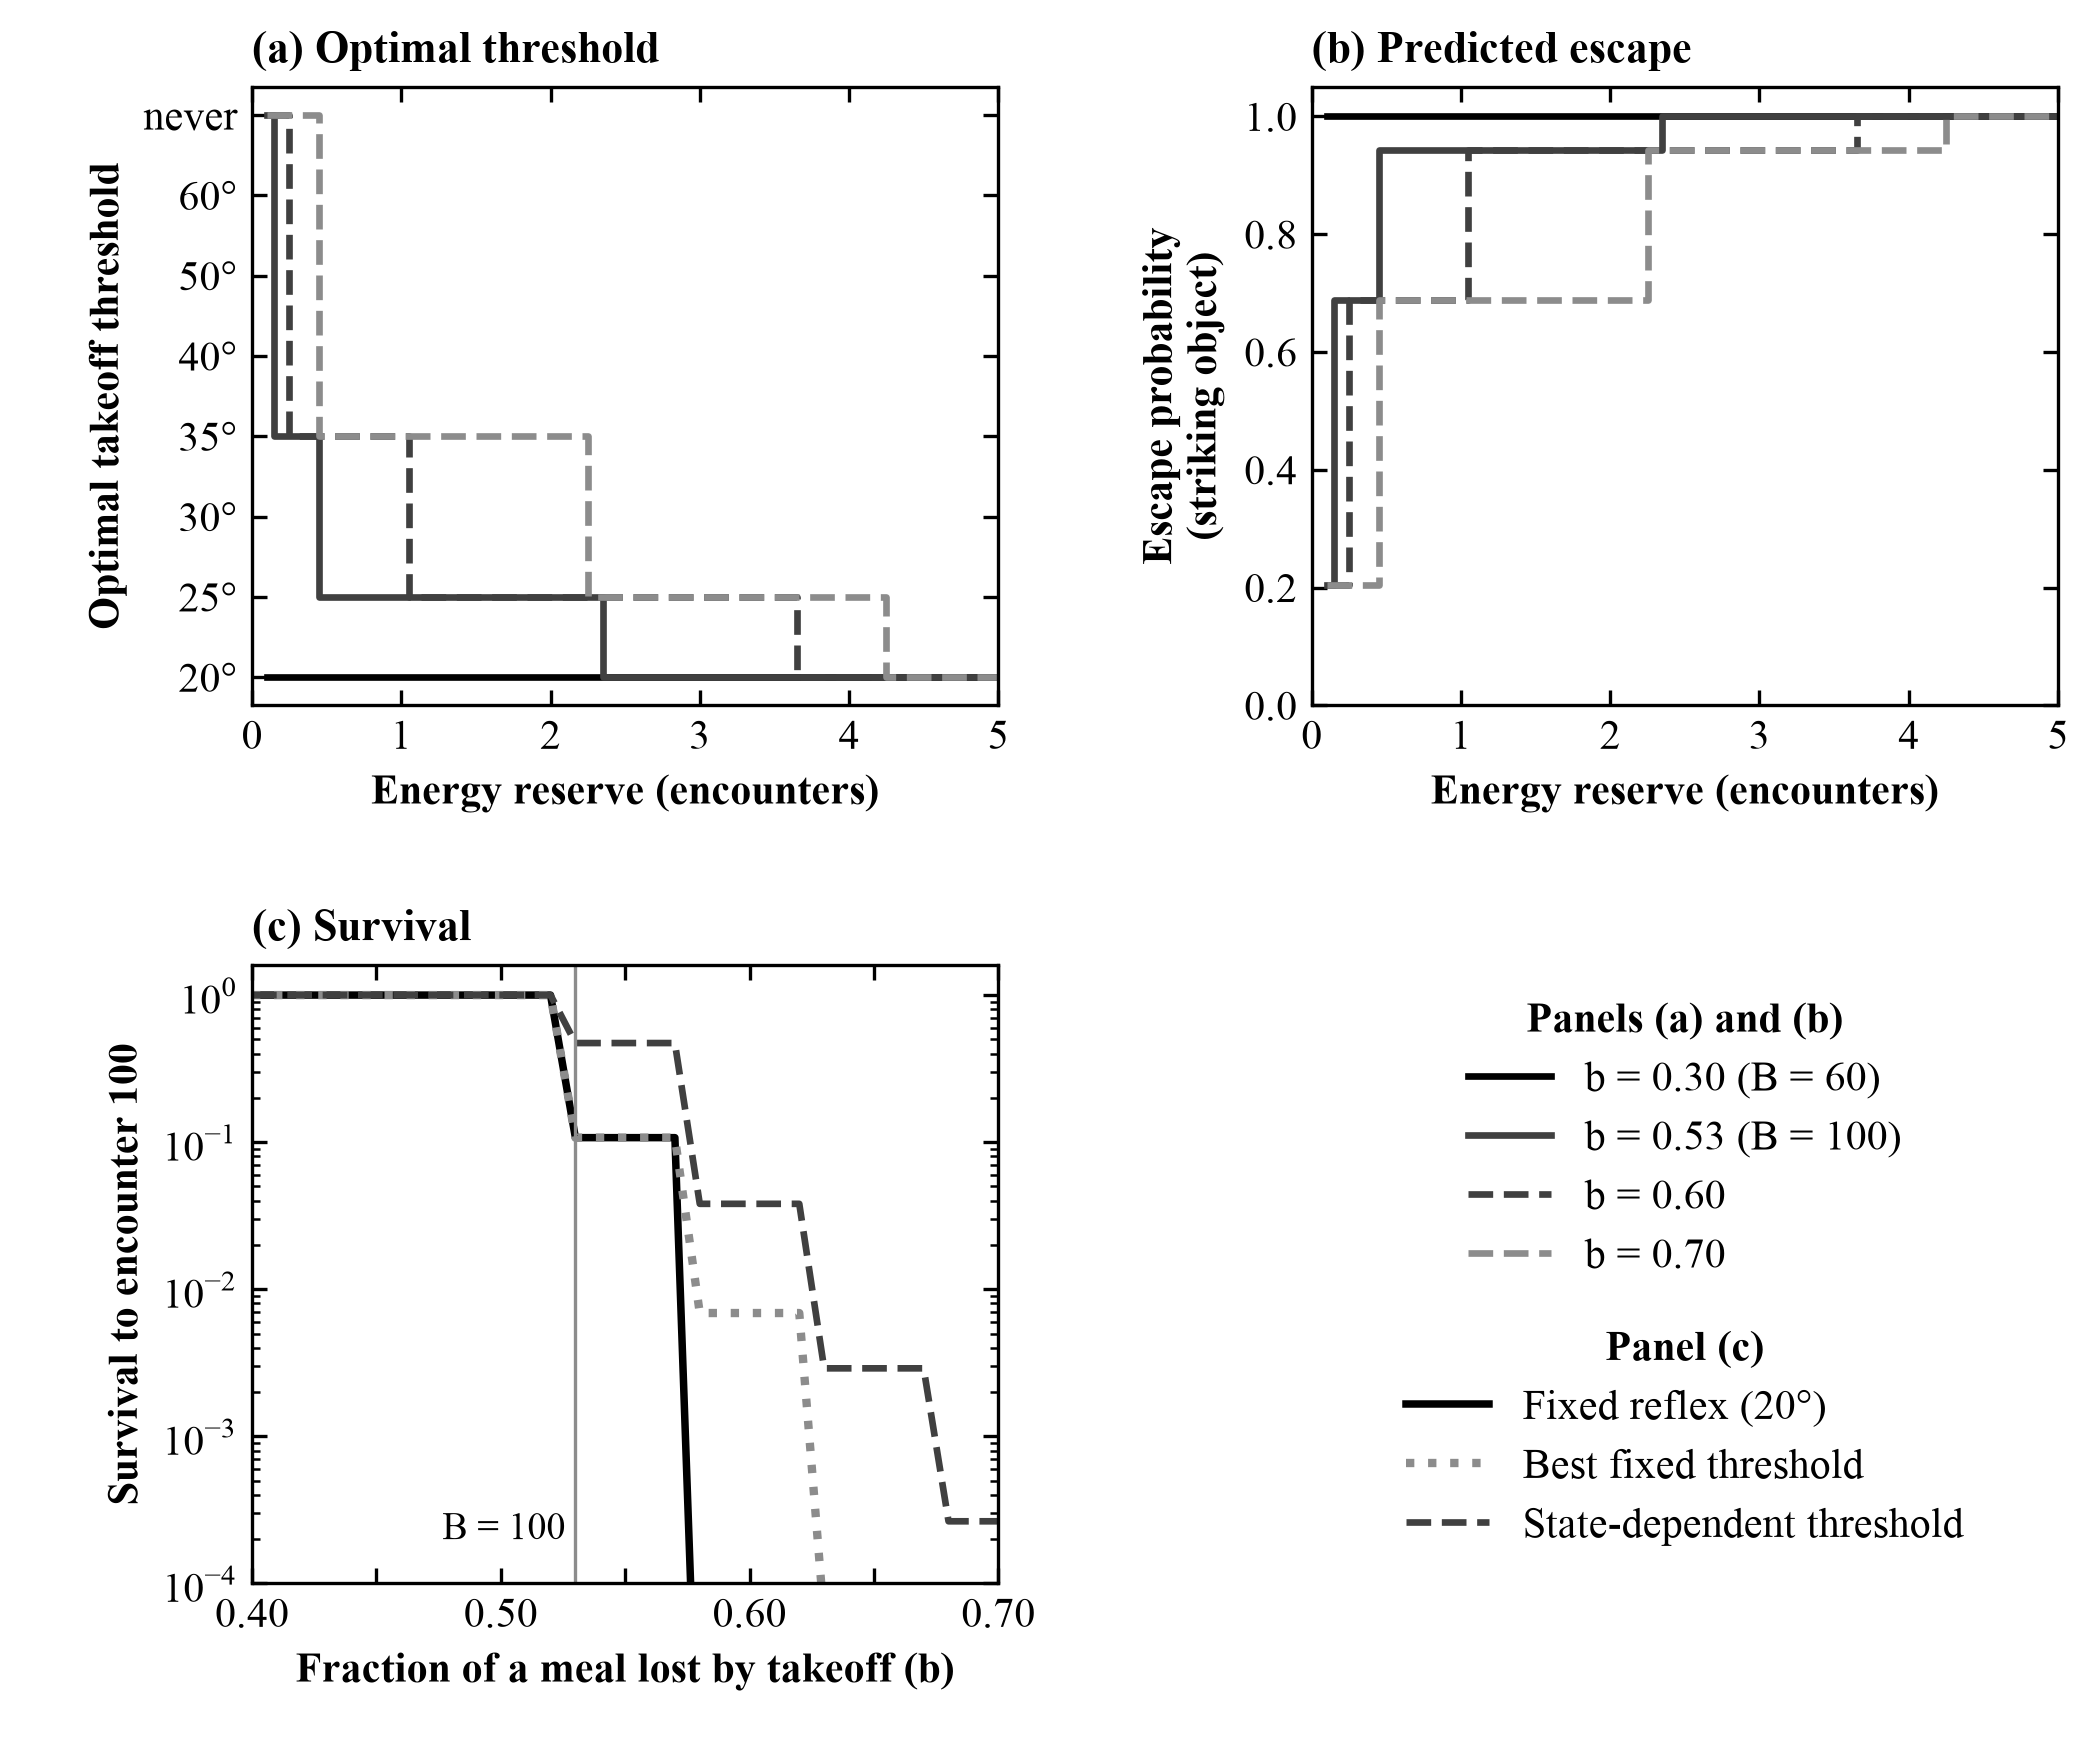 (a) Optimal threshold
Optimal takeoff threshold
never
60°
50°
40°
35°
30°
25°
20°
0 1 2 3 4 5
Energy reserve (encounters)
(b) Predicted escape
Escape probability
(striking object)
1.0
0.8
0.6
0.4
0.2
0.0
0 1 2 3 4 5
Energy reserve (encounters)
(c) Survival
Survival to encounter 100
10⁰
10⁻¹
10⁻²
10⁻³
10⁻⁴
B = 100
0.40 0.50 0.60 0.70
Fraction of a meal lost by takeoff (b)
Panels (a) and (b)
b = 0.30 (B = 60)
b = 0.53 (B = 100)
b = 0.60
b = 0.70
Panel (c)
Fixed reflex (20°)
Best fixed threshold
State-dependent threshold